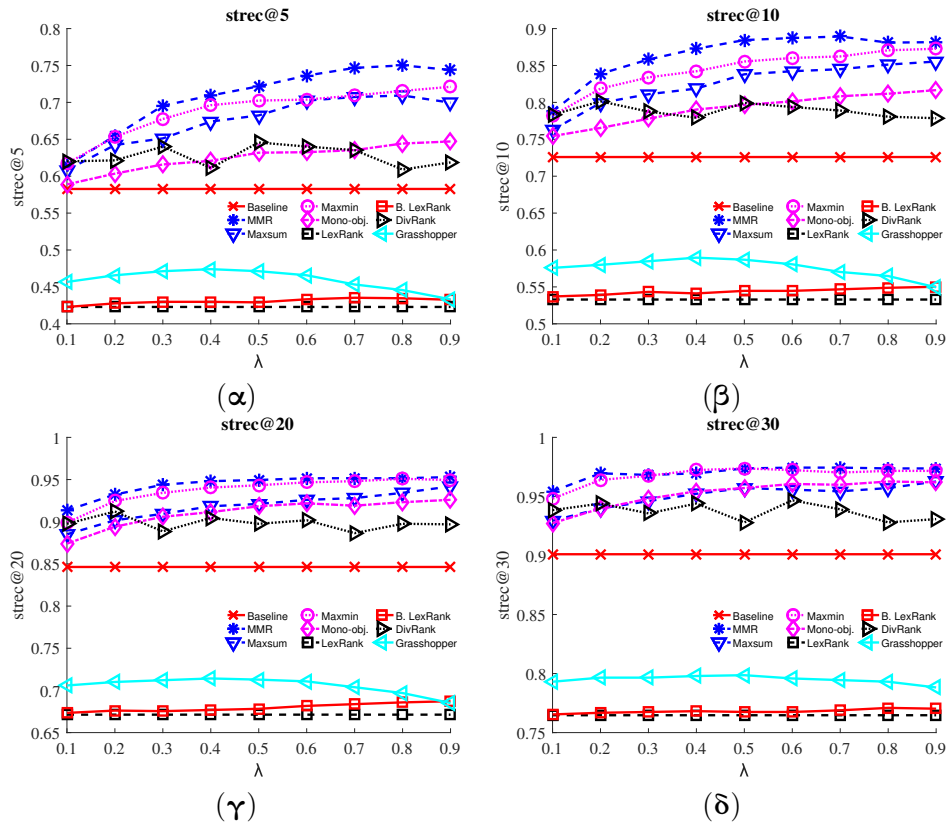 strec@5
strec@5
0.8
0.75
0.7
0.65
0.6
0.55
0.5
0.45
0.4
Baseline Maxmin B. LexRank
MMR Mono-obj. DivRank
Maxsum LexRank Grasshopper
0.1 0.2 0.3 0.4 0.5 0.6 0.7 0.8 0.9
λ
(α)
strec@10
strec@10
0.9
0.85
0.8
0.75
0.7
0.65
0.6
0.55
0.5
Baseline Maxmin B. LexRank
MMR Mono-obj. DivRank
Maxsum LexRank Grasshopper
0.1 0.2 0.3 0.4 0.5 0.6 0.7 0.8 0.9
λ
(β)
strec@20
strec@20
1
0.95
0.9
0.85
0.8
0.75
0.7
0.65
Baseline Maxmin B. LexRank
MMR Mono-obj. DivRank
Maxsum LexRank Grasshopper
0.1 0.2 0.3 0.4 0.5 0.6 0.7 0.8 0.9
λ
(γ)
strec@30
strec@30
1
0.95
0.9
0.85
0.8
0.75
Baseline Maxmin B. LexRank
MMR Mono-obj. DivRank
Maxsum LexRank Grasshopper
0.1 0.2 0.3 0.4 0.5 0.6 0.7 0.8 0.9
λ
(δ)